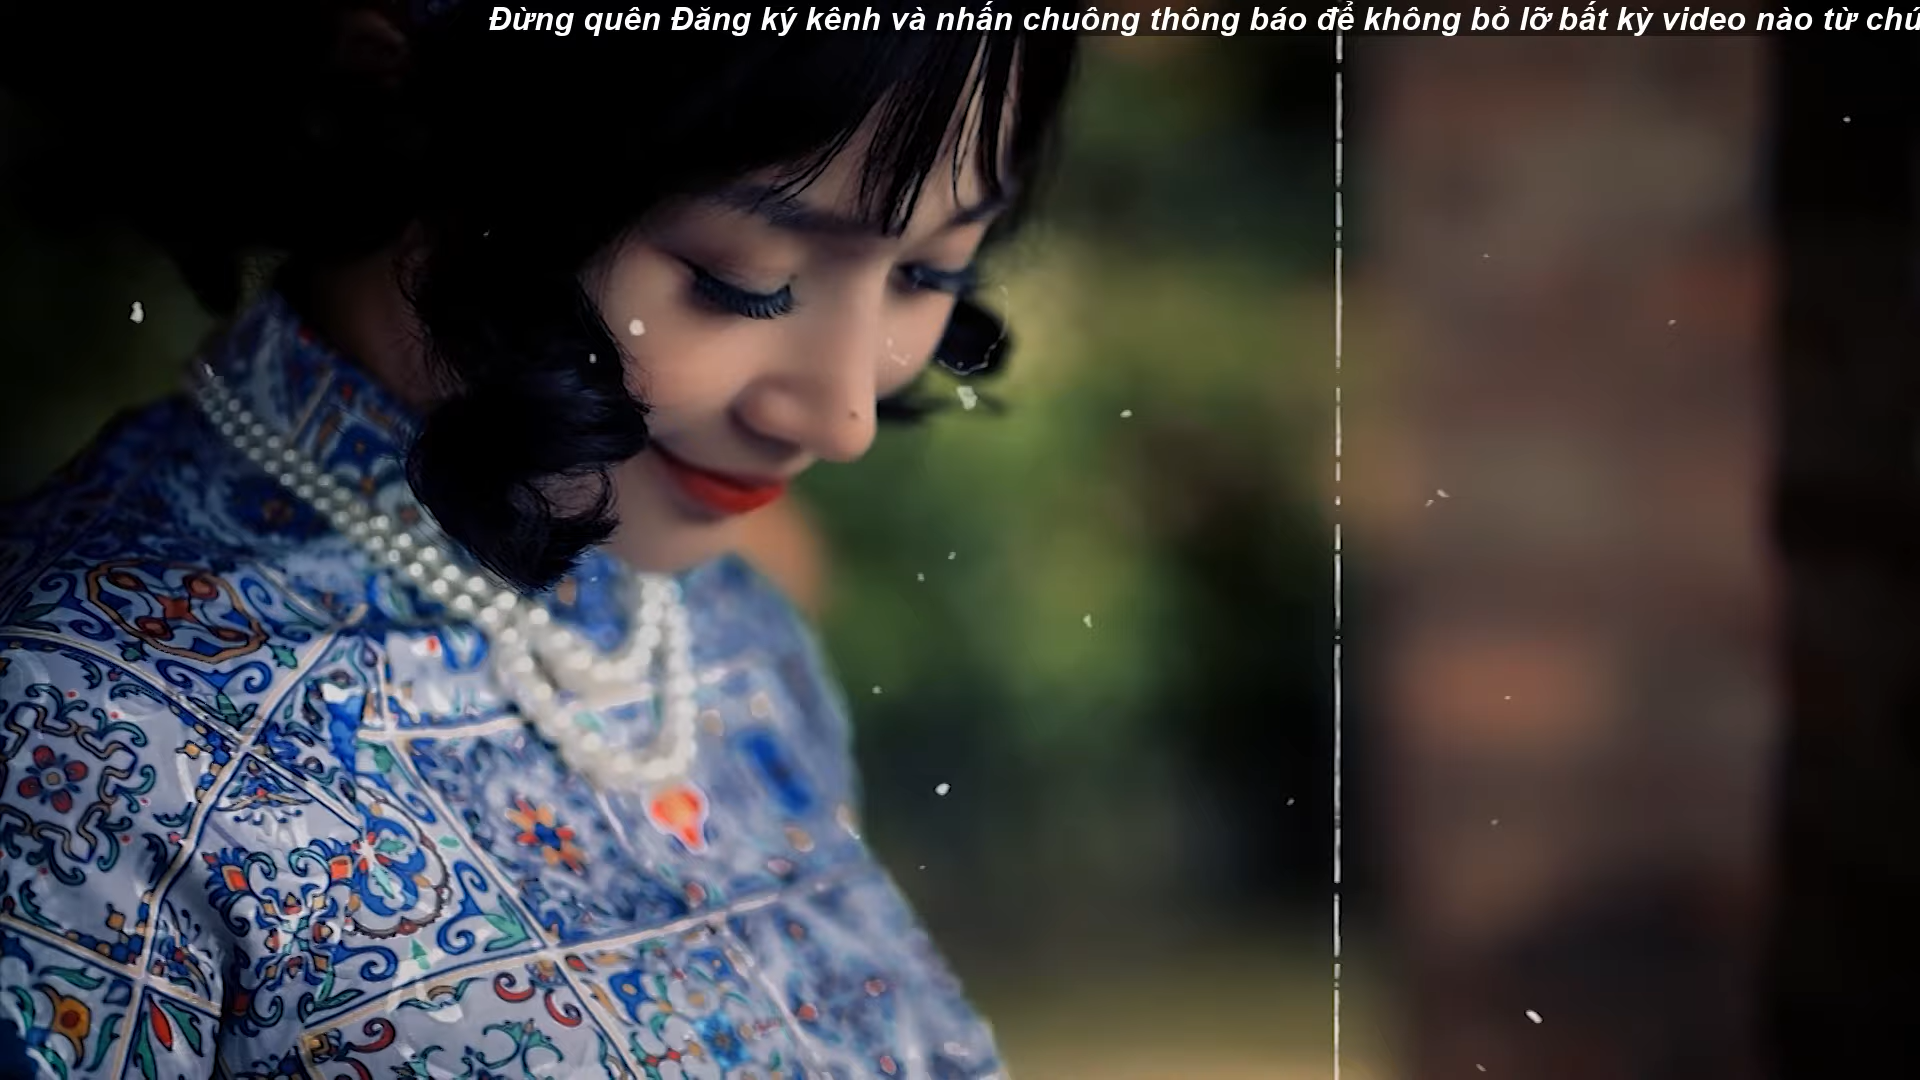 Đừng quên Đăng ký kênh và nhấn chuông thông báo để không bỏ lỡ bất kỳ video nào từ chú